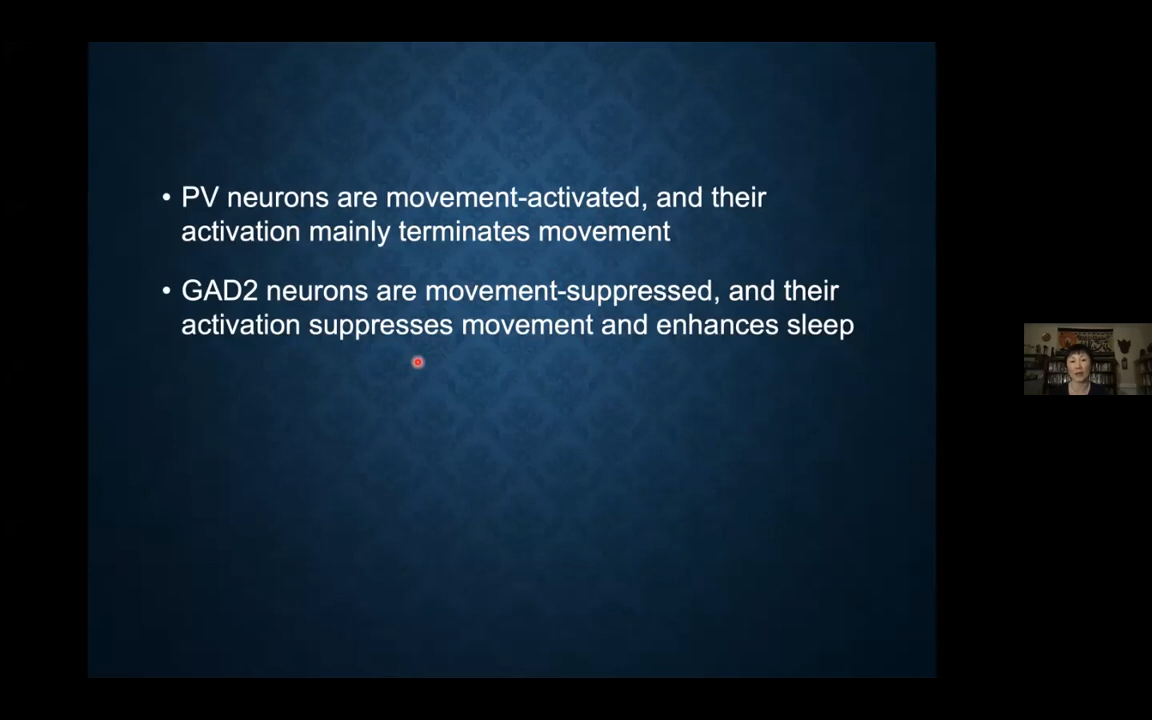 • PV neurons are movement-activated, and their
activation mainly terminates movement
• GAD2 neurons are movement-suppressed, and their
activation suppresses movement and enhances sleep